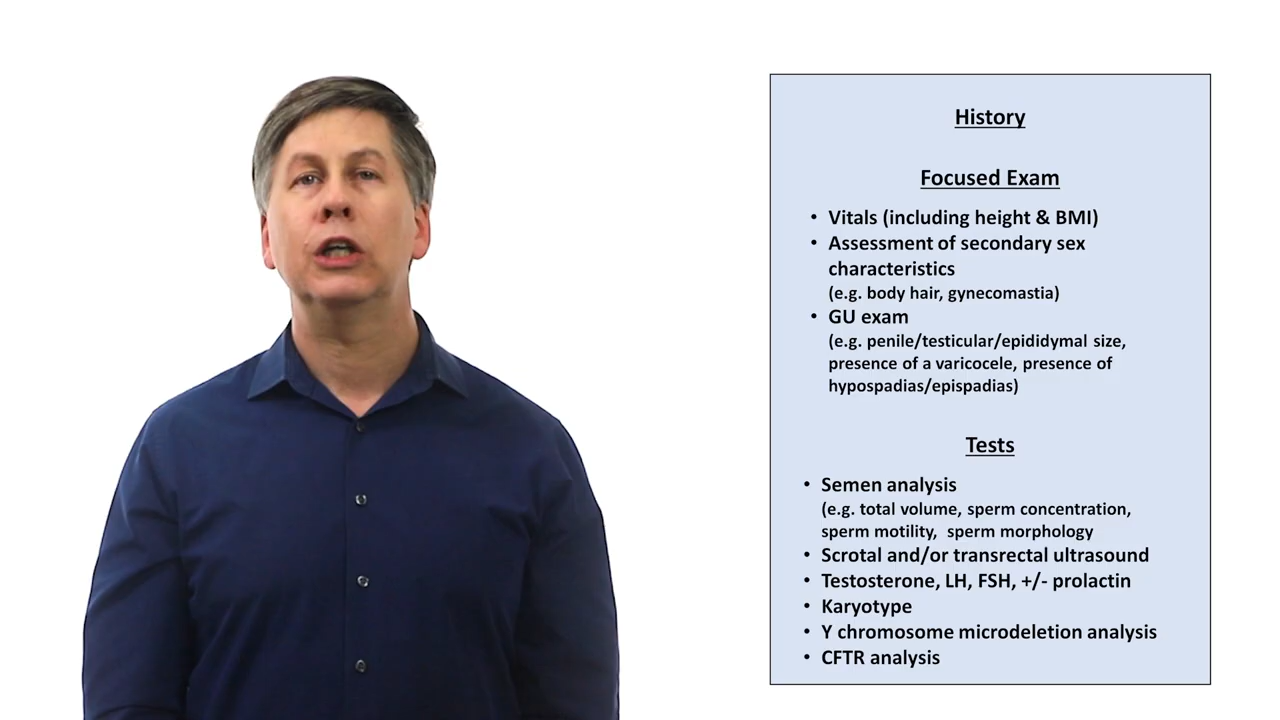 History
Focused Exam
• Vitals (including height & BMI)
• Assessment of secondary sex
characteristics
(e.g. body hair, gynecomastia)
• GU exam
(e.g. penile/testicular/epididymal size,
presence of a varicocele, presence of
hypospadias/epispadias)
Tests
• Semen analysis
(e.g. total volume, sperm concentration,
sperm motility,  sperm morphology
• Scrotal and/or transrectal ultrasound
• Testosterone, LH, FSH, +/- prolactin
• Karyotype
• Y chromosome microdeletion analysis
• CFTR analysis